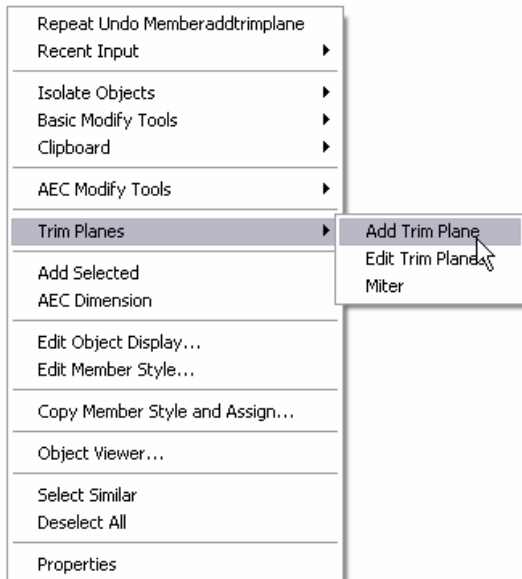 Repeat Undo Memberaddtrimplane
Recent Input
Isolate Objects
Basic Modify Tools
Clipboard
AEC Modify Tools
Trim Planes
Add Trim Plane
Edit Trim Planes
Miter
Add Selected
AEC Dimension
Edit Object Display...
Edit Member Style...
Copy Member Style and Assign...
Object Viewer...
Select Similar
Deselect All
Properties